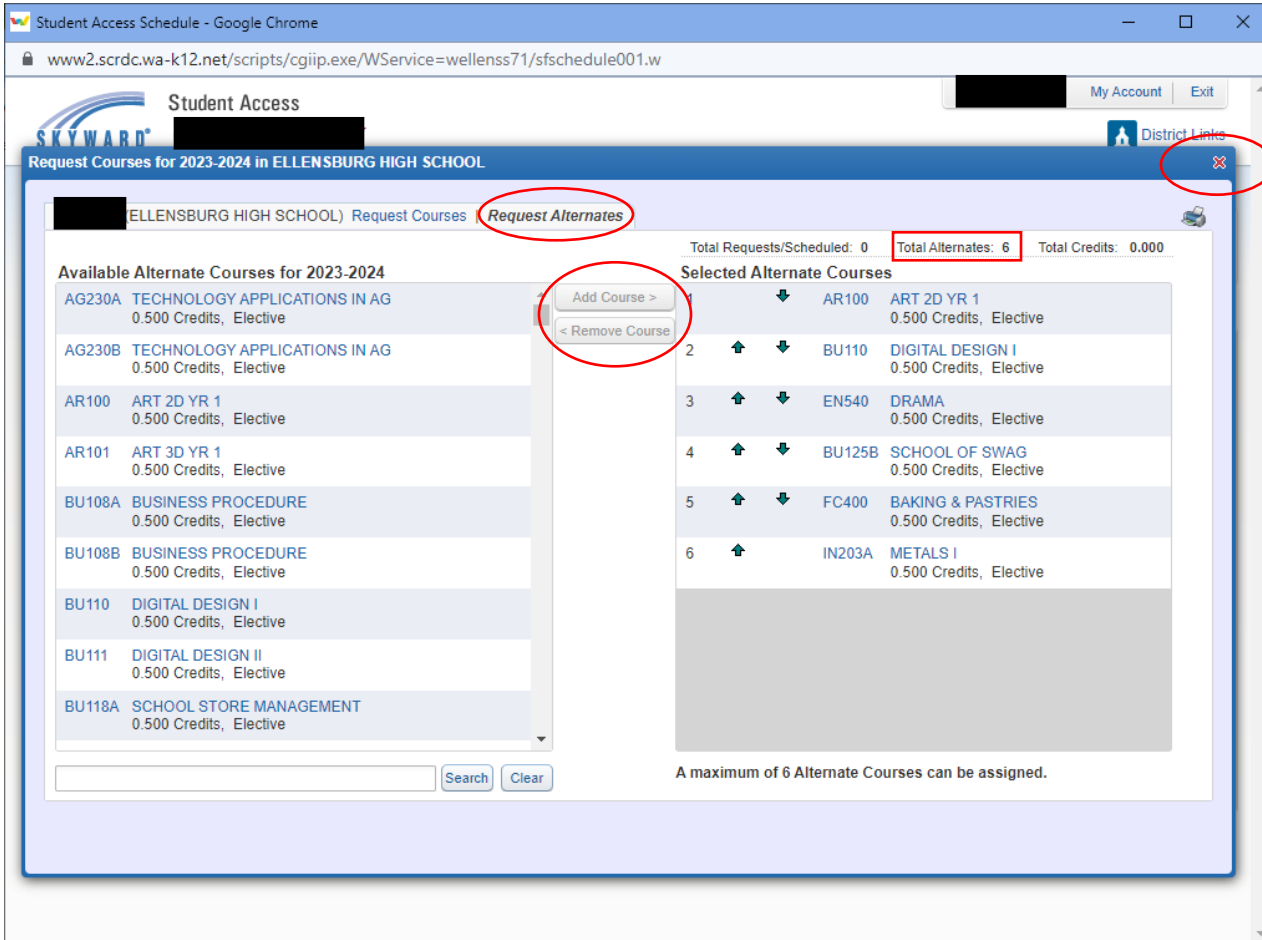 Student Access Schedule - Google Chrome
www2.scrdc.wa-k12.net/scripts/cgiip.exe/WService=wellenss71/sfschedule001.w
My Account Exit
Student Access
SKYWARD®
District Links
Request Courses for 2023-2024 in ELLENSBURG HIGH SCHOOL
(ELLENSBURG HIGH SCHOOL) Request Courses | Request Alternates
Total Requests/Scheduled: 0 Total Alternates: 6 Total Credits: 0.000
Available Alternate Courses for 2023-2024
AG230A TECHNOLOGY APPLICATIONS IN AG
0.500 Credits, Elective
AG230B TECHNOLOGY APPLICATIONS IN AG
0.500 Credits, Elective
AR100 ART 2D YR 1
0.500 Credits, Elective
AR101 ART 3D YR 1
0.500 Credits, Elective
BU108A BUSINESS PROCEDURE
0.500 Credits, Elective
BU108B BUSINESS PROCEDURE
0.500 Credits, Elective
BU110 DIGITAL DESIGN I
0.500 Credits, Elective
BU111 DIGITAL DESIGN II
0.500 Credits, Elective
BU118A SCHOOL STORE MANAGEMENT
0.500 Credits, Elective
Search Clear
Add Course >
< Remove Course
Selected Alternate Courses
1 AR100 ART 2D YR 1
0.500 Credits, Elective
2 BU110 DIGITAL DESIGN I
0.500 Credits, Elective
3 EN540 DRAMA
0.500 Credits, Elective
4 BU125B SCHOOL OF SWAG
0.500 Credits, Elective
5 FC400 BAKING & PASTRIES
0.500 Credits, Elective
6 IN203A METALS I
0.500 Credits, Elective
A maximum of 6 Alternate Courses can be assigned.